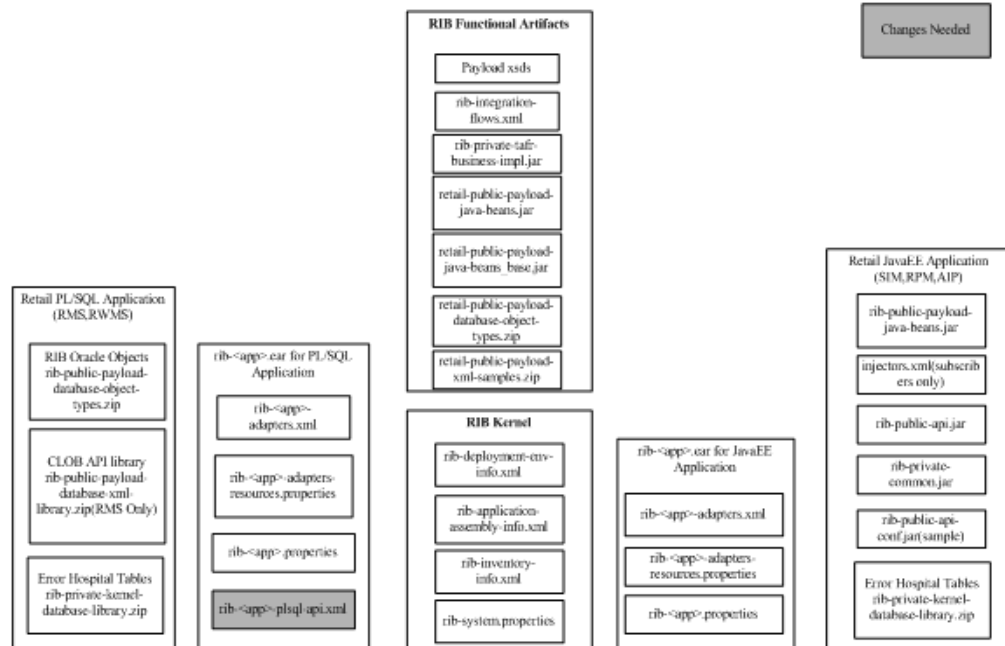 RIB Functional Artifacts
Payload xsds
rib-integration-
flows.xml
rib-private-tafr-
business-impl.jar
retail-public-payload-
java-beans.jar
retail-public-payload-
java-beans_base.jar
retail-public-payload-
database-object-
types.zip
retail-public-payload-
xml-samples.zip
Changes Needed
Retail PL/SQL Application
(RMS,RWMS)
RIB Oracle Objects
rib-public-payload-
database-object-
types.zip
CLOB API library
rib-public-payload-
database-xml-
library.zip(RMS Only)
Error Hospital Tables
rib-private-kernel-
database-library.zip
rib-<app>.ear for PL/SQL
Application
rib-<app>-
adapters.xml
rib-<app>-adapters-
resources.properties
rib-<app>.properties
rib-<app>-plsql-api.xml
RIB Kernel
rib-deployment-env-
info.xml
rib-application-
assembly-info.xml
rib-inventory-
info.xml
rib-system.properties
rib-<app>.ear for JavaEE
Application
rib-<app>-adapters.xml
rib-<app>-adapters-
resources.properties
rib-<app>.properties
Retail JavaEE Application
(SIM,RPM,AIP)
rib-public-payload-
java-beans.jar
injectors.xml(subscrib
ers only)
rib-public-api.jar
rib-private-
common.jar
rib-public-api-
conf.jar(sample)
Error Hospital Tables
rib-private-kernel-
database-library.zip